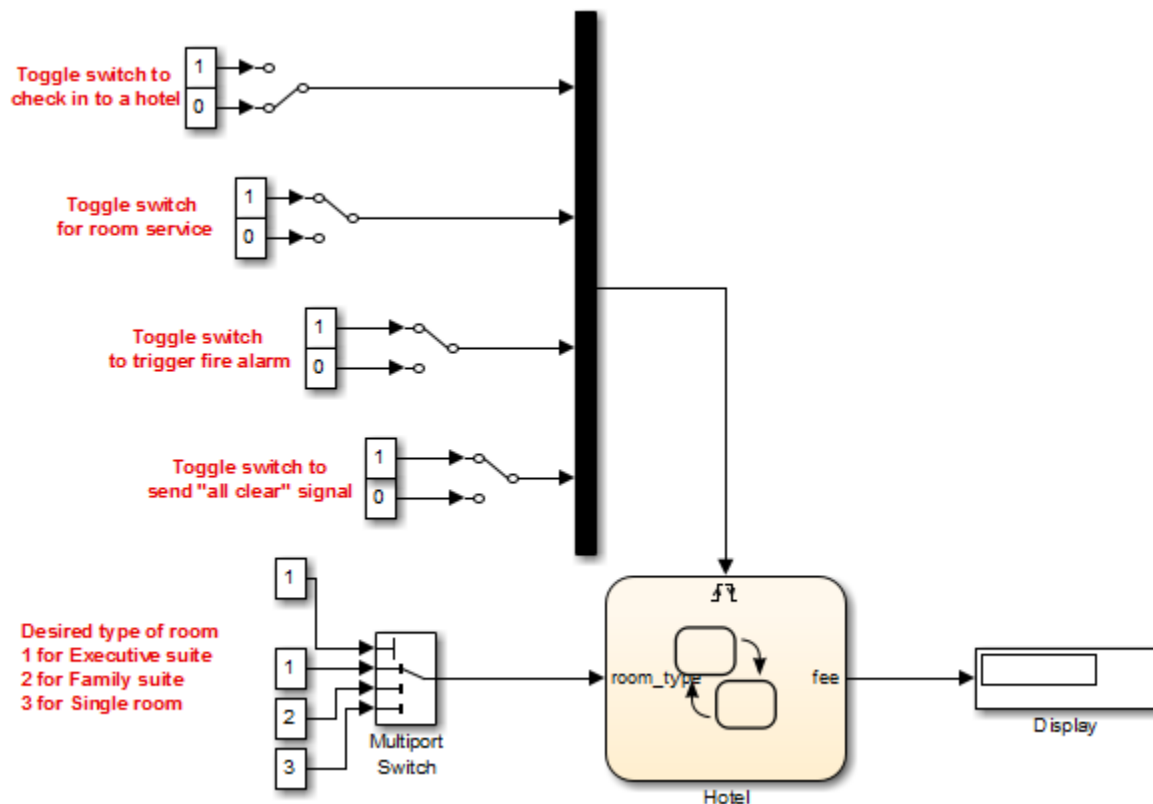 Toggle switch to
check in to a hotel
1
0
Toggle switch
for room service
1
0
Toggle switch
to trigger fire alarm
1
0
Toggle switch to
send "all clear" signal
1
0
Desired type of room
1 for Executive suite
2 for Family suite
3 for Single room
1
1
2
3
Multiport
Switch
room_type
fee
Hotel
Display